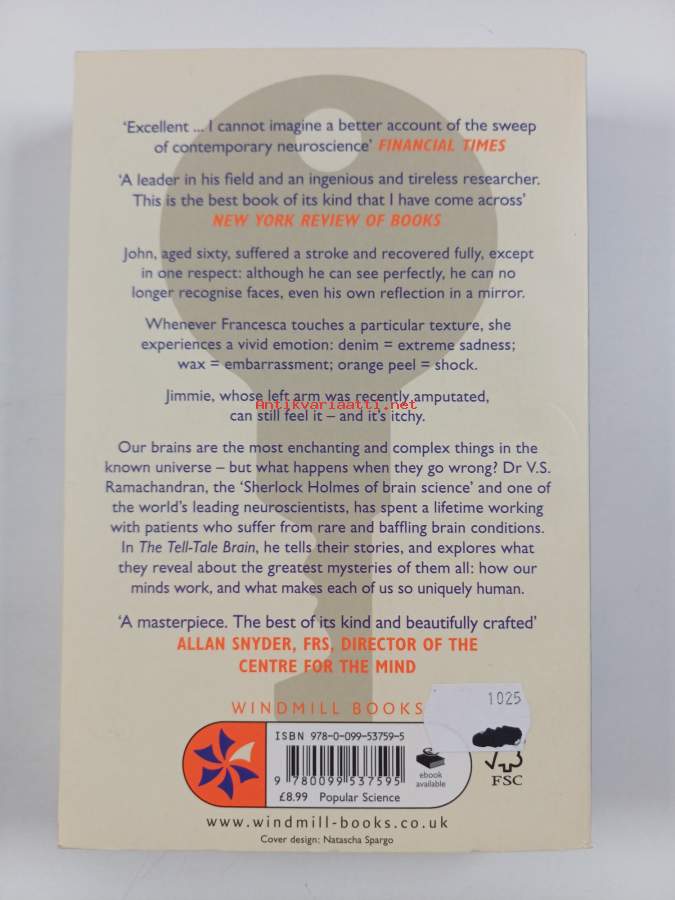 ‘Excellent ... I cannot imagine a better account of the sweep
of contemporary neuroscience’ FINANCIAL TIMES
‘A leader in his field and an ingenious and tireless researcher.
This is the best book of its kind that I have come across’
NEW YORK REVIEW OF BOOKS
John, aged sixty, suffered a stroke and recovered fully, except
in one respect: although he can see perfectly, he can no
longer recognise faces, even his own reflection in a mirror.
Whenever Francesca touches a particular texture, she
experiences a vivid emotion: denim = extreme sadness;
wax = embarrassment; orange peel = shock.
Jimmie, whose left arm was recently amputated,
Antikvariaatti.net
can still feel it – and it's itchy.
Our brains are the most enchanting and complex things in the
known universe – but what happens when they go wrong? Dr V.S.
Ramachandran, the ‘Sherlock Holmes of brain science’ and one of
the world's leading neuroscientists, has spent a lifetime working
with patients who suffer from rare and baffling brain conditions.
In The Tell-Tale Brain, he tells their stories, and explores what
they reveal about the greatest mysteries of them all: how our
minds work, and what makes each of us so uniquely human.
‘A masterpiece. The best of its kind and beautifully crafted’
ALLAN SNYDER, FRS, DIRECTOR OF THE
CENTRE FOR THE MIND
1025
WINDMILL BOOKS
ISBN 978-0-099-53759-5
9 780099 537595
£8.99 Popular Science
ebook
available
FSC
www.windmill-books.co.uk
Cover design: Natascha Spargo